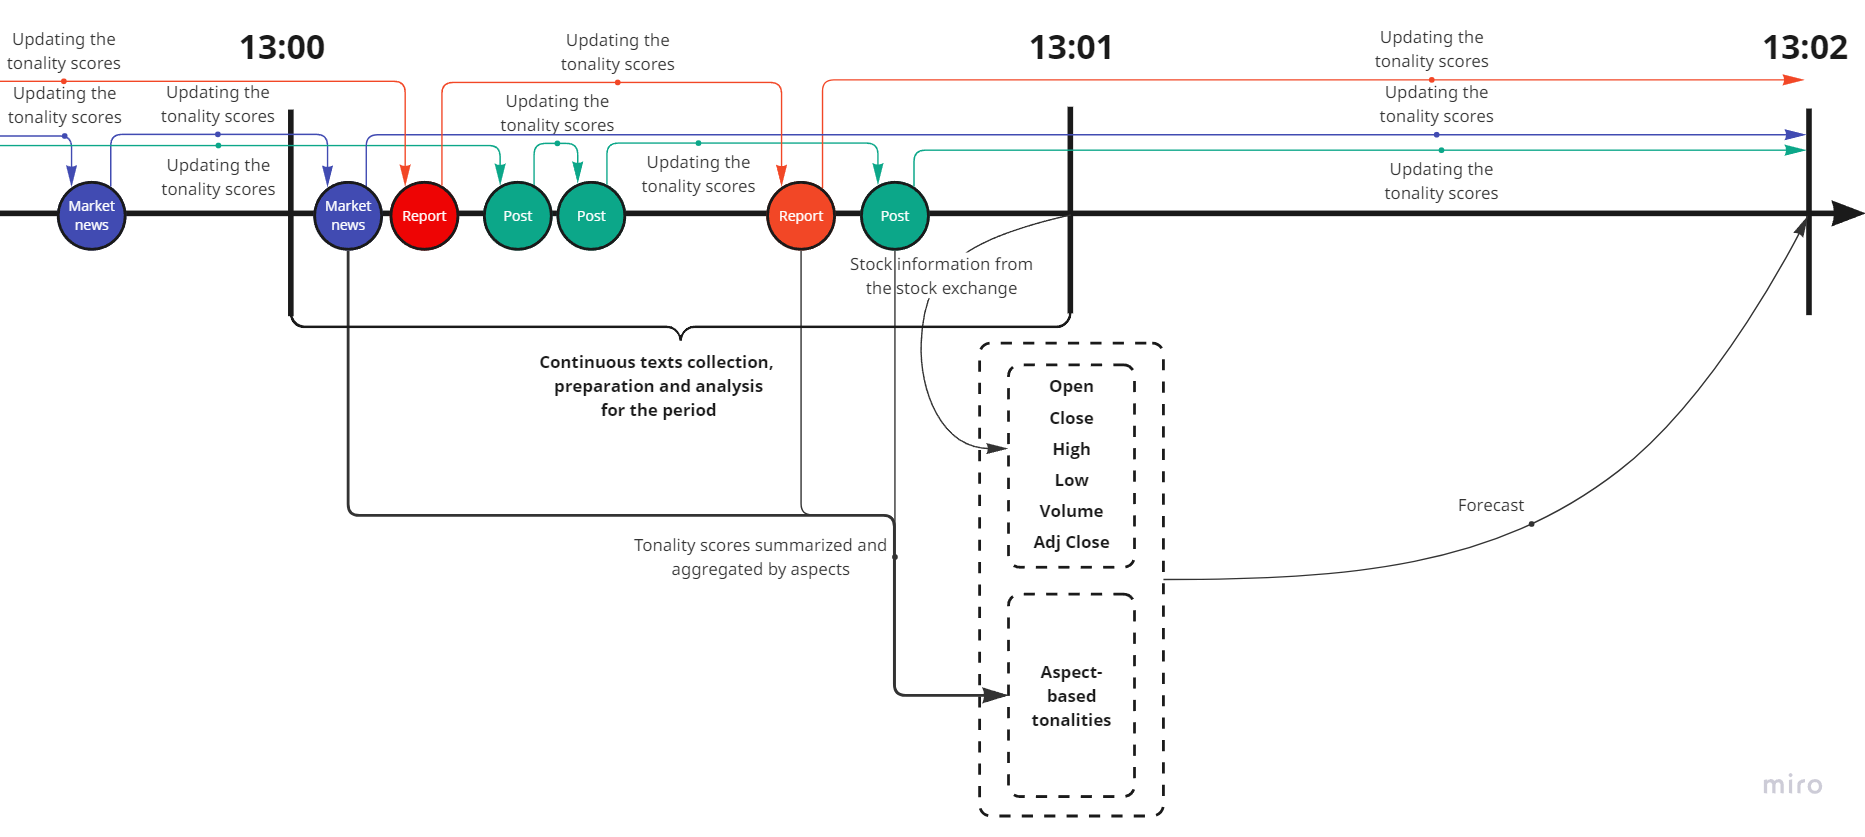 13:00
13:01
13:02
Updating the
tonality scores
Updating the
tonality scores
Updating the
tonality scores
Updating the
tonality scores
Updating the
tonality scores
Updating the
tonality scores
Updating the
tonality scores
Updating the
tonality scores
Updating the
tonality scores
Updating the
tonality scores
Market
news
Market
news
Report
Post
Post
Report
Post
Stock information from
the stock exchange
Continuous texts collection,
preparation and analysis
for the period
Open
Close
High
Low
Volume
Adj Close
Forecast
Tonality scores summarized and
aggregated by aspects
Aspect-
based
tonalities
miro